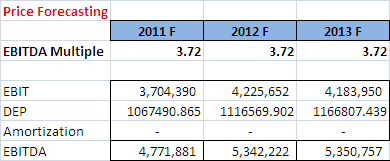 Price Forecasting
2011 F 2012 F 2013 F
EBITDA Multiple 3.72 3.72 3.72
EBIT 3,704,390 4,225,652 4,183,950
DEP 1067490.865 1116569.902 1166807.439
Amortization - - -
EBITDA 4,771,881 5,342,222 5,350,757